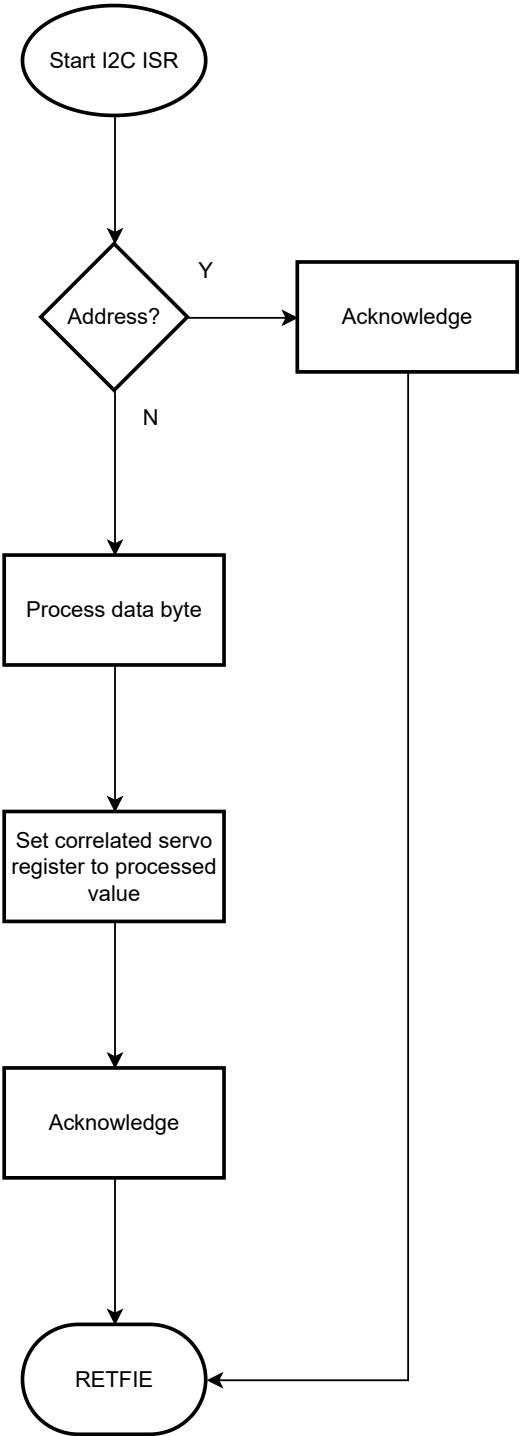 Start I2C ISR
Y
Address?
Acknowledge
N
Process data byte
Set correlated servo
register to processed
value
Acknowledge
RETFIE